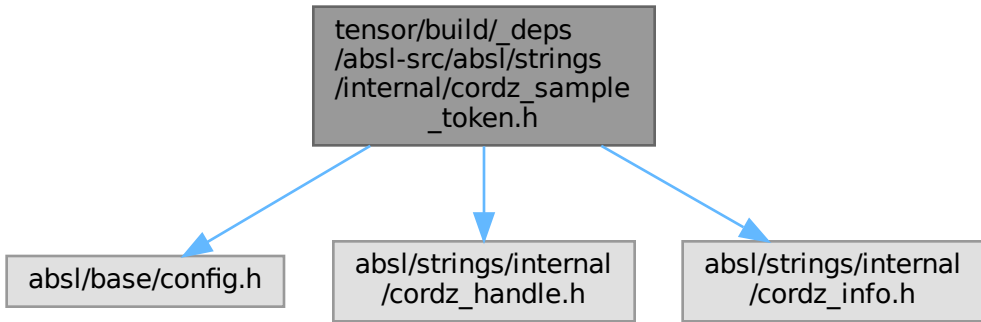 tensor/build/_deps
/absl-src/absl/strings
/internal/cordz_sample
_token.h
absl/base/config.h
absl/strings/internal
/cordz_handle.h
absl/strings/internal
/cordz_info.h